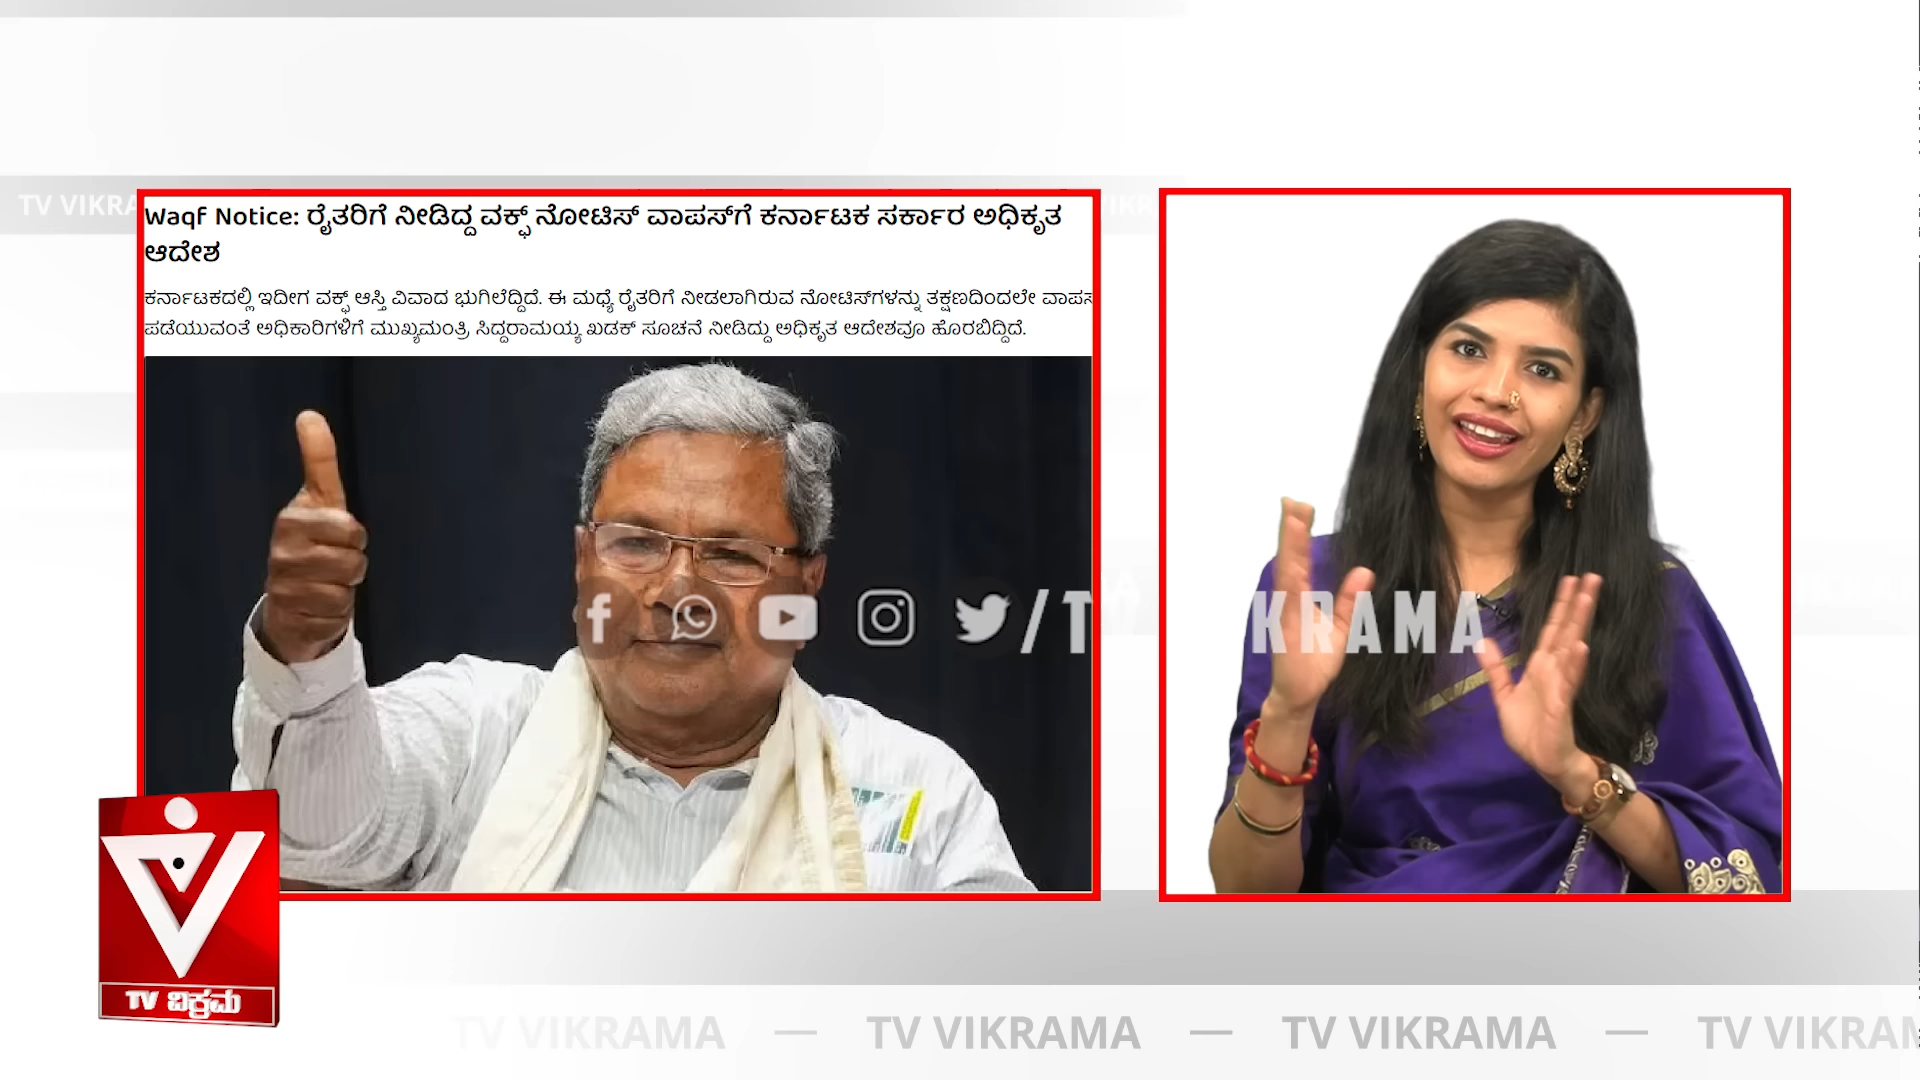 TV VIKRA
Waqf Notice: ರೈತರಿಗೆ ನೀಡಿದ್ದ ವಕ್ಫ್ ನೋಟಿಸ್ ವಾಪಸ್‌ಗೆ ಕರ್ನಾಟಕ ಸರ್ಕಾರ ಅಧಿಕೃತ
ಆದೇಶ
ಕರ್ನಾಟಕದಲ್ಲಿ ಇದೀಗ ವಕ್ಫ್ ಆಸ್ತಿ ವಿವಾದ ಭುಗಿಲೆದ್ದಿದೆ. ಈ ಮಧ್ಯೆ ರೈತರಿಗೆ ನೀಡಲಾಗಿರುವ ನೋಟಿಸ್‌ಗಳನ್ನು ತಕ್ಷಣದಿಂದಲೇ ವಾಪಸ
ಪಡೆಯುವಂತೆ ಅಧಿಕಾರಿಗಳಿಗೆ ಮುಖ್ಯಮಂತ್ರಿ ಸಿದ್ದರಾಮಯ್ಯ ಖಡಕ್ ಸೂಚನೆ ನೀಡಿದ್ದು ಅಧಿಕೃತ ಆದೇಶವೂ ಹೊರಬಿದ್ದಿದೆ.
/TV KRAMA
TV ವಿಕ್ರಮ
TV VIKRAMA — TV VIKRAMA — TV VIKRAMA — TV VIKRAM